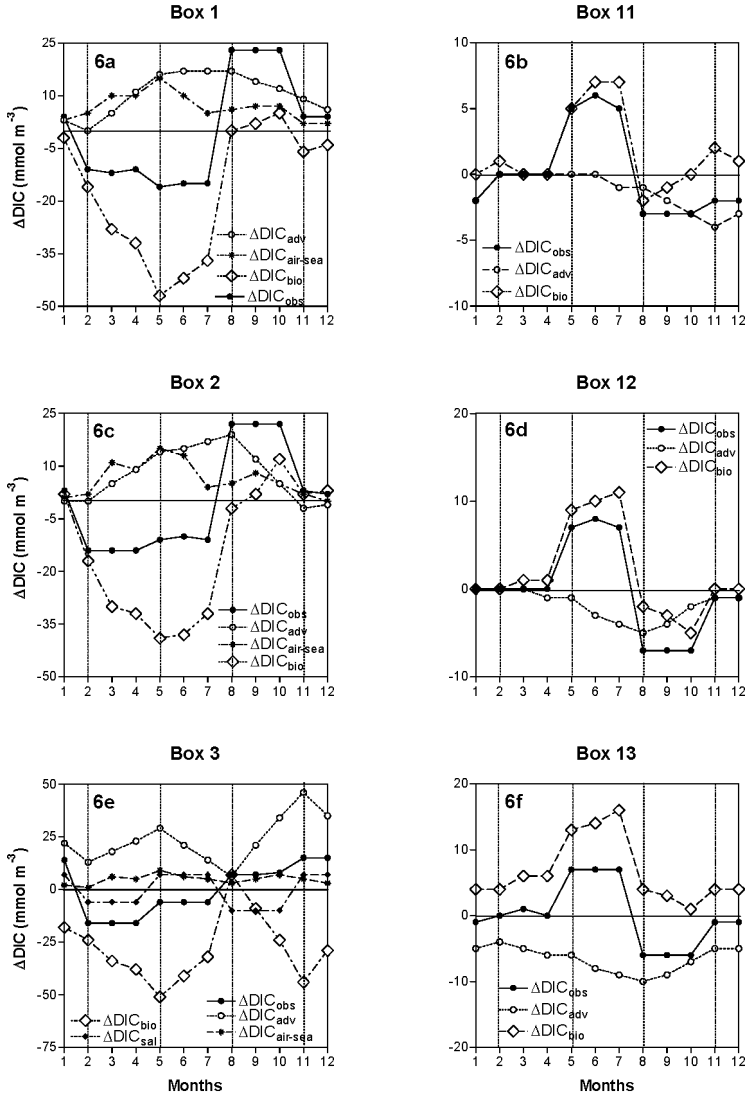 Box 1
6a
ΔDIC (mmol m⁻³)
25
10
-5
-20
-35
-50
ΔDICadv
ΔDICair-sea
ΔDICbio
ΔDICobs
1 2 3 4 5 6 7 8 9 10 11 12
Box 11
6b
10
5
0
-5
-10
ΔDICobs
ΔDICadv
ΔDICbio
1 2 3 4 5 6 7 8 9 10 11 12
Box 2
6c
ΔDIC (mmol m⁻³)
25
10
-5
-20
-35
-50
ΔDICobs
ΔDICadv
ΔDICair-sea
ΔDICbio
1 2 3 4 5 6 7 8 9 10 11 12
Box 12
6d
20
10
0
-10
ΔDICobs
ΔDICadv
ΔDICbio
1 2 3 4 5 6 7 8 9 10 11 12
Box 3
6e
ΔDIC (mmol m⁻³)
50
25
0
-25
-50
-75
ΔDICbio
ΔDICsal
ΔDICobs
ΔDICadv
ΔDICair-sea
1 2 3 4 5 6 7 8 9 10 11 12
Months
Box 13
6f
20
10
0
-10
-20
ΔDICobs
ΔDICadv
ΔDICbio
1 2 3 4 5 6 7 8 9 10 11 12
Months